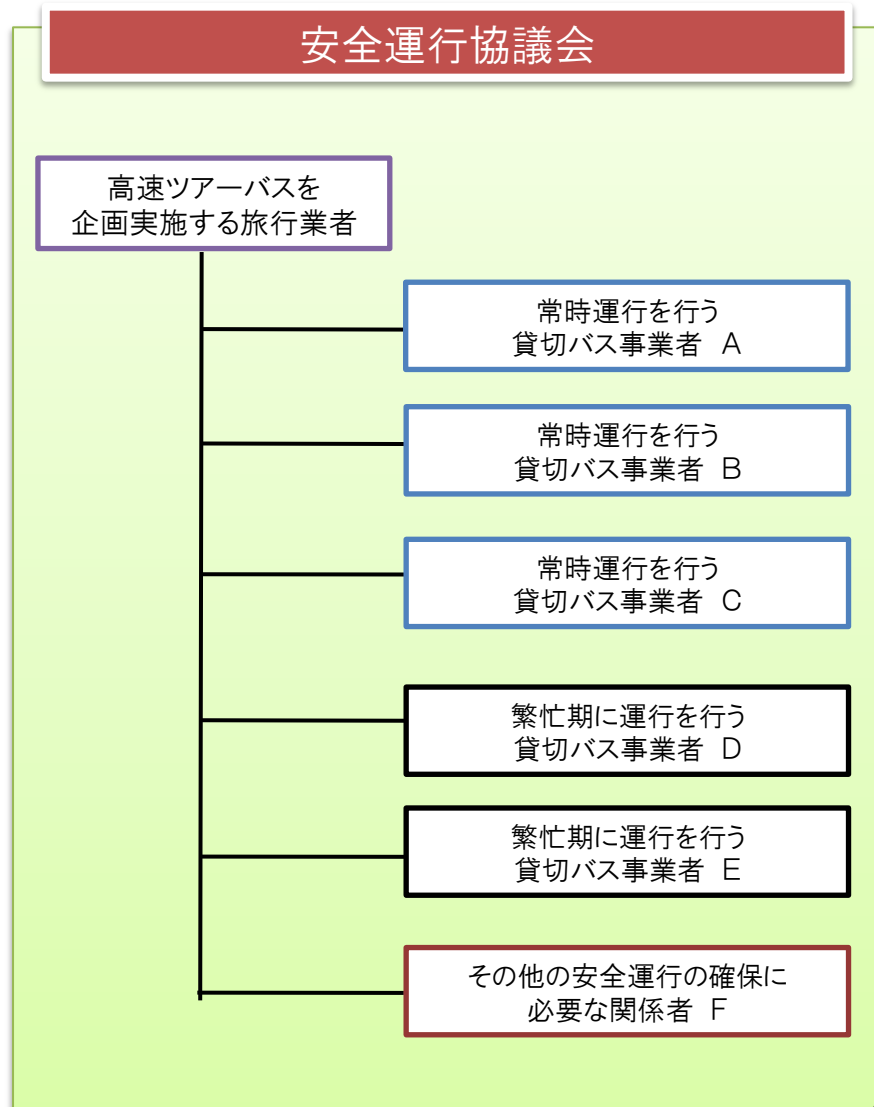 安全運行協議会
高速ツアーバスを
企画実施する旅行業者
常時運行を行う
貸切バス事業者 A
常時運行を行う
貸切バス事業者 B
常時運行を行う
貸切バス事業者 C
繁忙期に運行を行う
貸切バス事業者 D
繁忙期に運行を行う
貸切バス事業者 E
その他の安全運行の確保に
必要な関係者 F